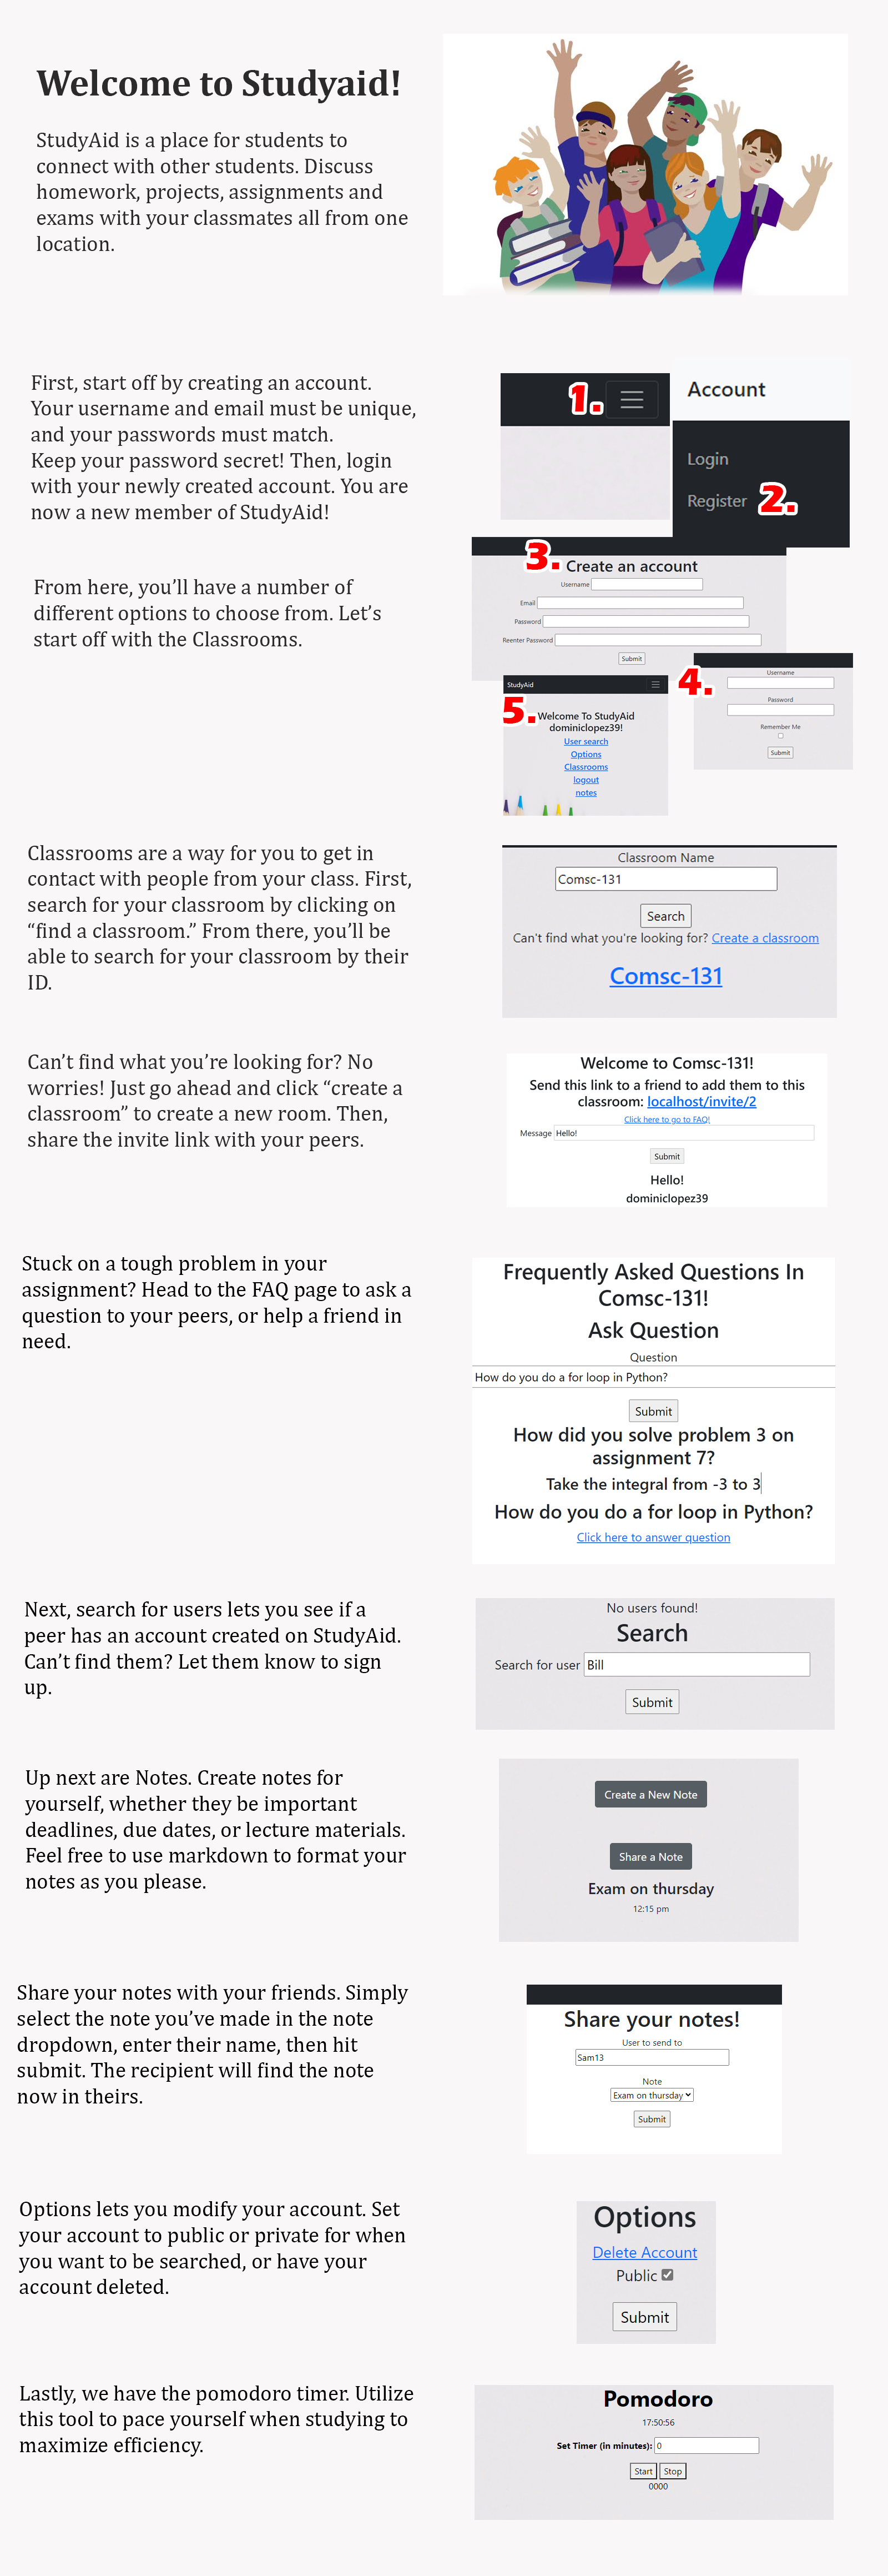 Welcome to Studyaid!
StudyAid is a place for students to
connect with other students. Discuss
homework, projects, assignments and
exams with your classmates all from one
location.
First, start off by creating an account.
Your username and email must be unique,
and your passwords must match.
Keep your password secret! Then, login
with your newly created account. You are
now a new member of StudyAid!
From here, you'll have a number of
different options to choose from. Let's
start off with the Classrooms.
1.
Account
Login
Register 2.
3. Create an account
Username
Email
Password
Reenter Password
Submit
4.
Username
Password
Remember Me
Submit
StudyAid
5. Welcome To StudyAid
dominiclopez39!
User search
Options
Classrooms
logout
notes
Classrooms are a way for you to get in
contact with people from your class. First,
search for your classroom by clicking on
“find a classroom.” From there, you'll be
able to search for your classroom by their
ID.
Classroom Name
Comsc-131
Search
Can't find what you're looking for? Create a classroom
Comsc-131
Can't find what you're looking for? No
worries! Just go ahead and click “create a
classroom” to create a new room. Then,
share the invite link with your peers.
Welcome to Comsc-131!
Send this link to a friend to add them to this
classroom: localhost/invite/2
Click here to go to FAQ!
Message Hello!
Submit
Hello!
dominiclopez39
Stuck on a tough problem in your
assignment? Head to the FAQ page to ask a
question to your peers, or help a friend in
need.
Frequently Asked Questions In
Comsc-131!
Ask Question
Question
How do you do a for loop in Python?
Submit
How did you solve problem 3 on
assignment 7?
Take the integral from -3 to 3
How do you do a for loop in Python?
Click here to answer question
Next, search for users lets you see if a
peer has an account created on StudyAid.
Can't find them? Let them know to sign
up.
No users found!
Search
Search for user Bill
Submit
Up next are Notes. Create notes for
yourself, whether they be important
deadlines, due dates, or lecture materials.
Feel free to use markdown to format your
notes as you please.
Create a New Note
Share a Note
Exam on thursday
12:15 pm
Share your notes with your friends. Simply
select the note you've made in the note
dropdown, enter their name, then hit
submit. The recipient will find the note
now in theirs.
Share your notes!
User to send to
Sam13
Note
Exam on thursday
Submit
Options lets you modify your account. Set
your account to public or private for when
you want to be searched, or have your
account deleted.
Options
Delete Account
Public
Submit
Lastly, we have the pomodoro timer. Utilize
this tool to pace yourself when studying to
maximize efficiency.
Pomodoro
17:50:56
Set Timer (in minutes): 0
Start Stop
0000